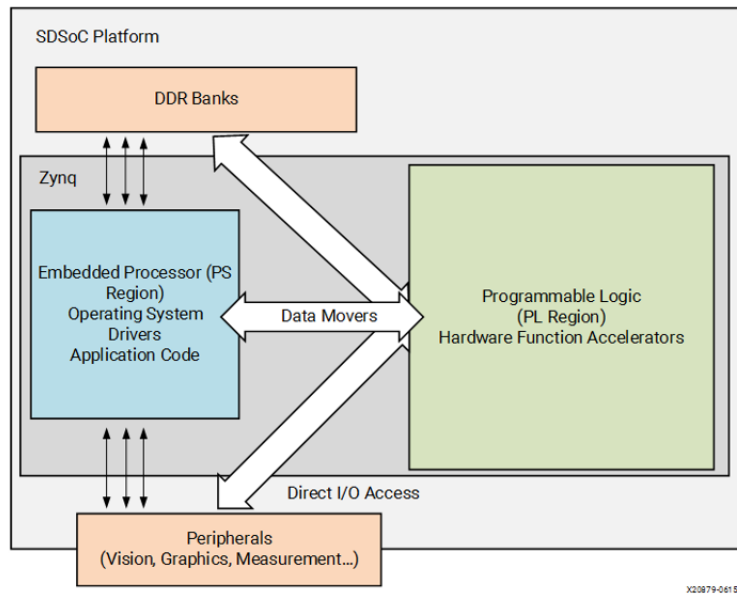 SDSoC Platform
DDR Banks
Zynq
Embedded Processor (PS
Region)
Operating System
Drivers
Application Code
Data Movers
Programmable Logic
(PL Region)
Hardware Function Accelerators
Direct I/O Access
Peripherals
(Vision, Graphics, Measurement…)
X20879-0615